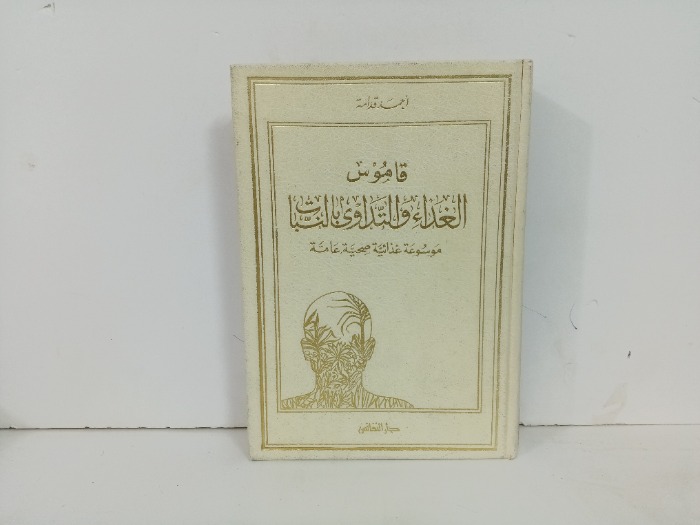 أحمد قدامة
قاموس
الغذاء والتداوي بالنبات
موسوعة غذائية صحية عامة
دار النفائس